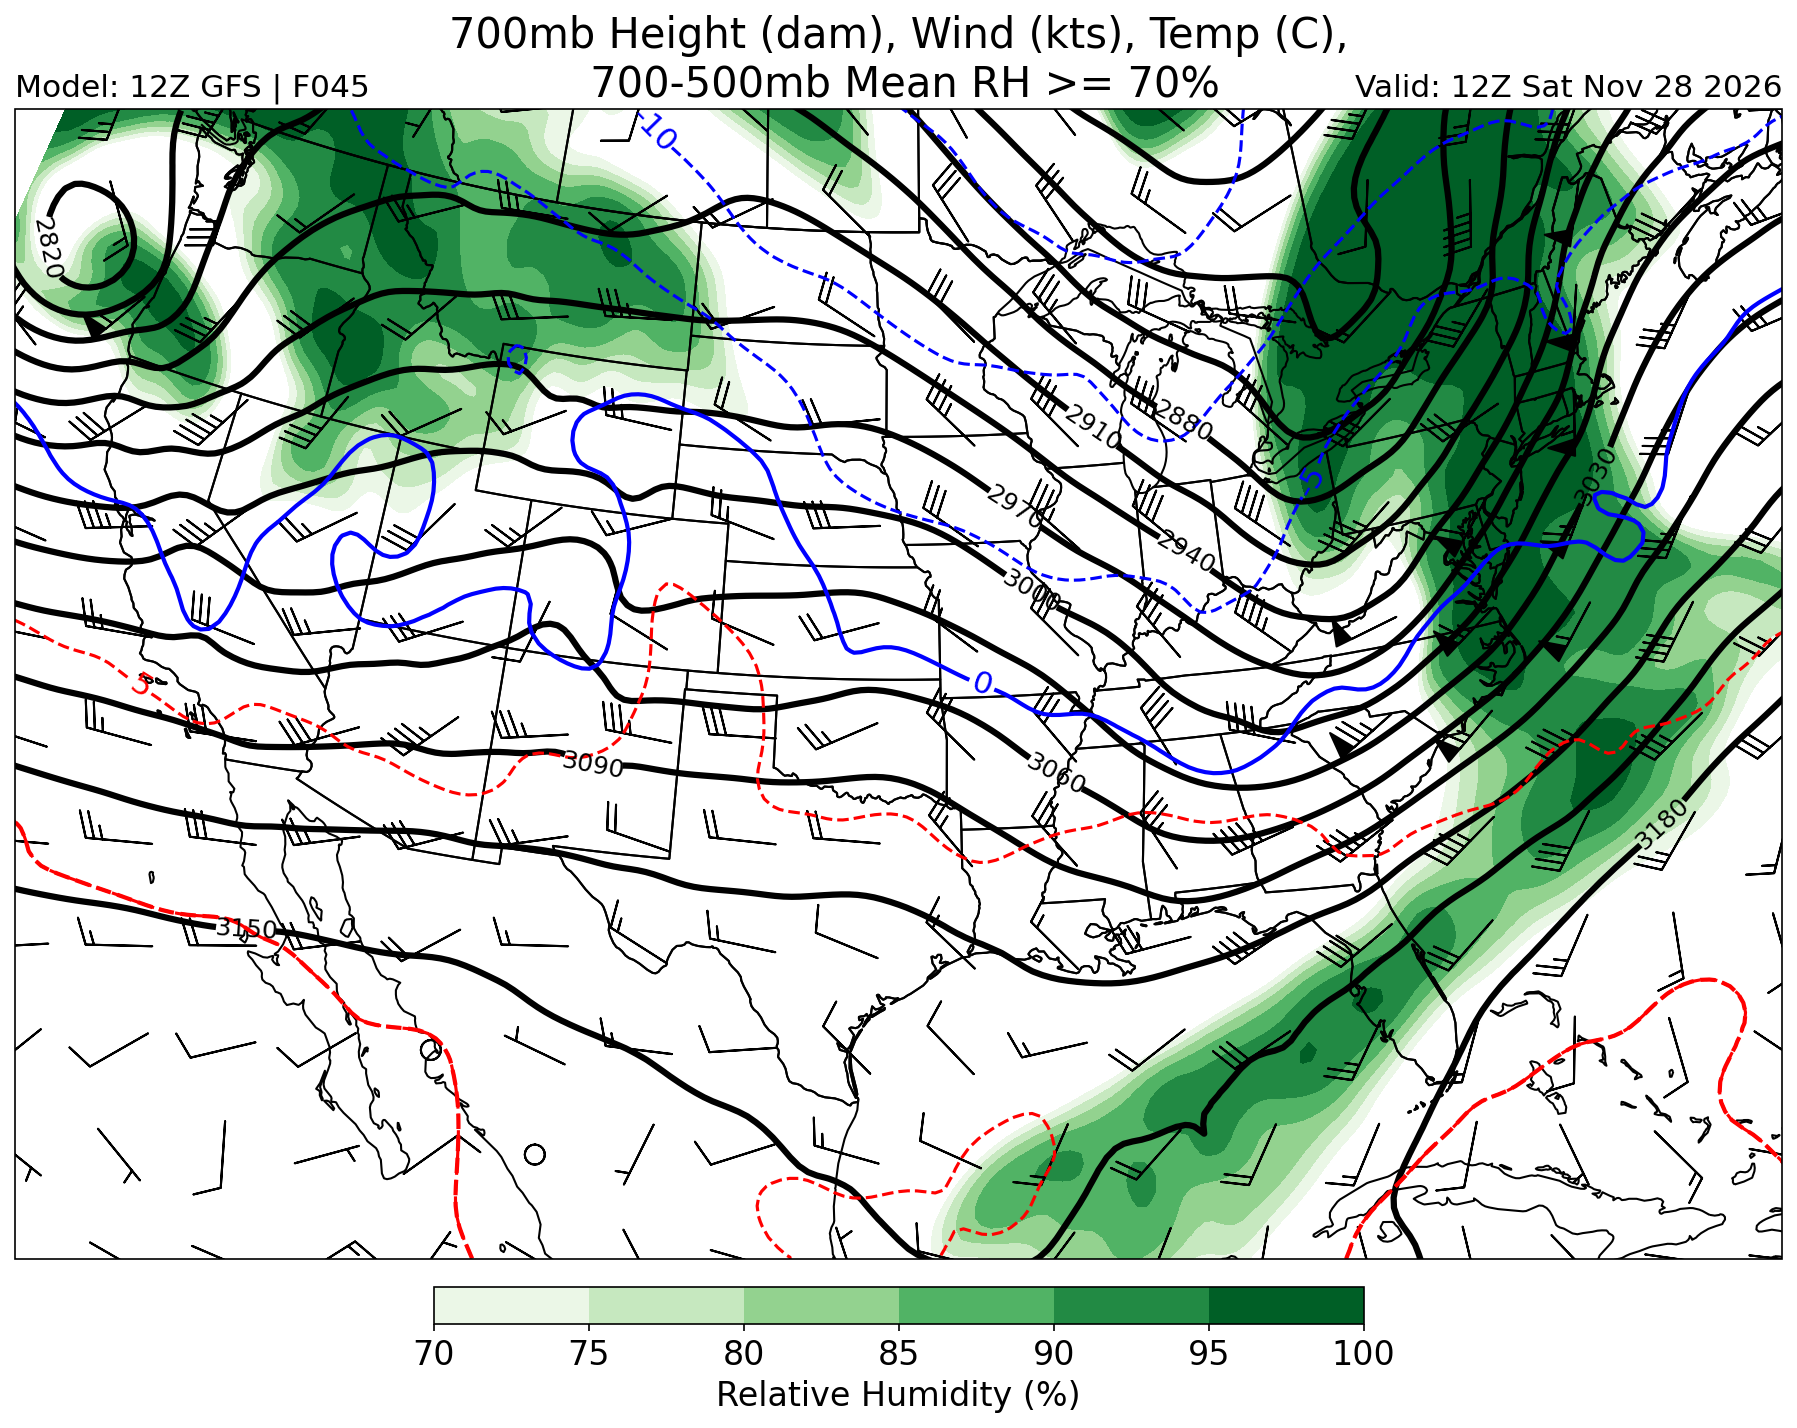 700mb Height (dam), Wind (kts), Temp (C),
700-500mb Mean RH >= 70%
Model: 12Z GFS | F045
Valid: 12Z Sat Nov 28 2026
-10
2820
2880
2910
-5
3030
2970
2940
3000
0
5
3090
3060
3180
3150
70 75 80 85 90 95 100
Relative Humidity (%)